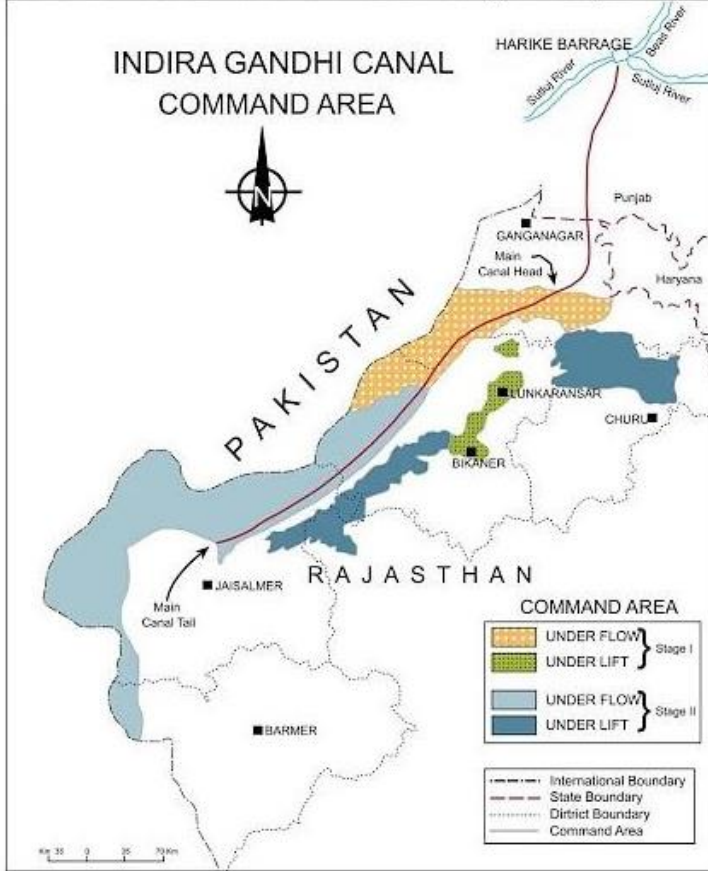 INDIRA GANDHI CANAL
COMMAND AREA
N
HARIKE BARRAGE
Beas River
Sutluj River
Sutluj River
Punjab
GANGANAGAR
Main
Canal Head
Haryana
PAKISTAN
LUNKARANSAR
CHURU
BIKANER
RAJASTHAN
JAISALMER
Main
Canal Tail
BARMER
COMMAND AREA
UNDER FLOW
UNDER LIFT
Stage I
UNDER FLOW
UNDER LIFT
Stage II
International Boundary
State Boundary
Dirtrict Boundary
Command Area
Km 35 0 35 70 Km